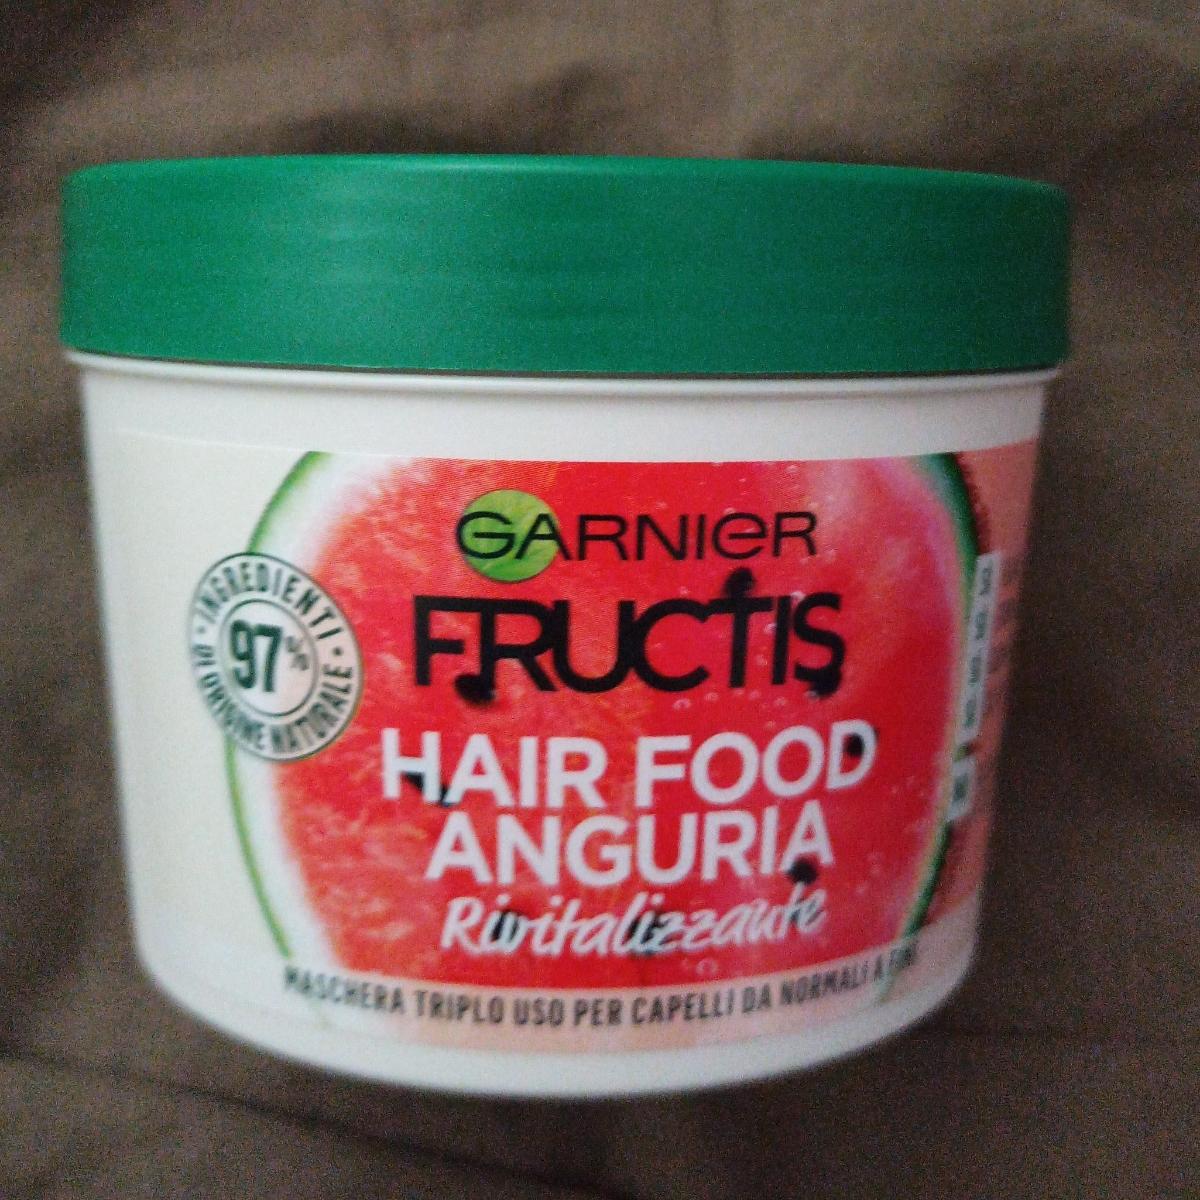 GARNIER
FRUCTIS
HAIR FOOD
ANGURIA
Rivitalizzante
MASCHERA TRIPLO USO PER CAPELLI DA NORMALI A FINI
INGREDIENTI
97%
DI ORIGINE NATURALE